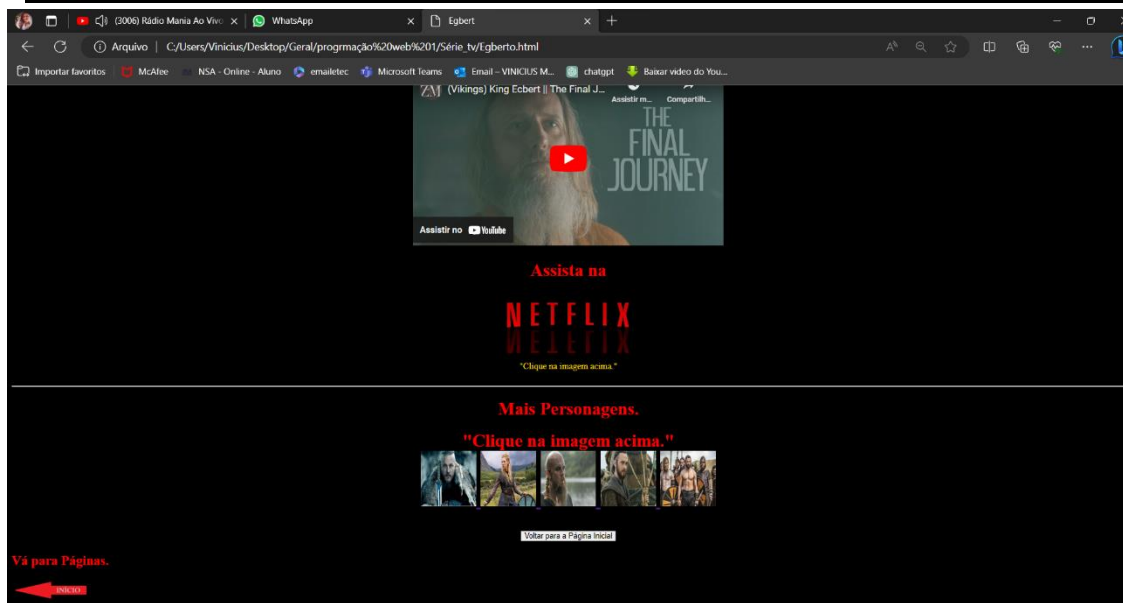 (3006) Rádio Mania Ao Vivo
WhatsApp
Egbert
Arquivo | C:/Users/Vinicius/Desktop/Geral/progrmação%20web%201/Série_tv/Egberto.html
Importar favoritos
McAfee
NSA - Online - Aluno
emailetec
Microsoft Teams
Email – VINICIUS M...
chatgpt
Baixar video do You...
ZM
(Vikings) King Ecbert || The Final J...
Assistir m...
Compartilh...
THE
FINAL
JOURNEY
Assistir no YouTube
Assista na
NETFLIX
"Clique na imagem acima."
Mais Personagens.
"Clique na imagem acima."
Voltar para a Página Inicial
Vá para Páginas.
INÍCIO